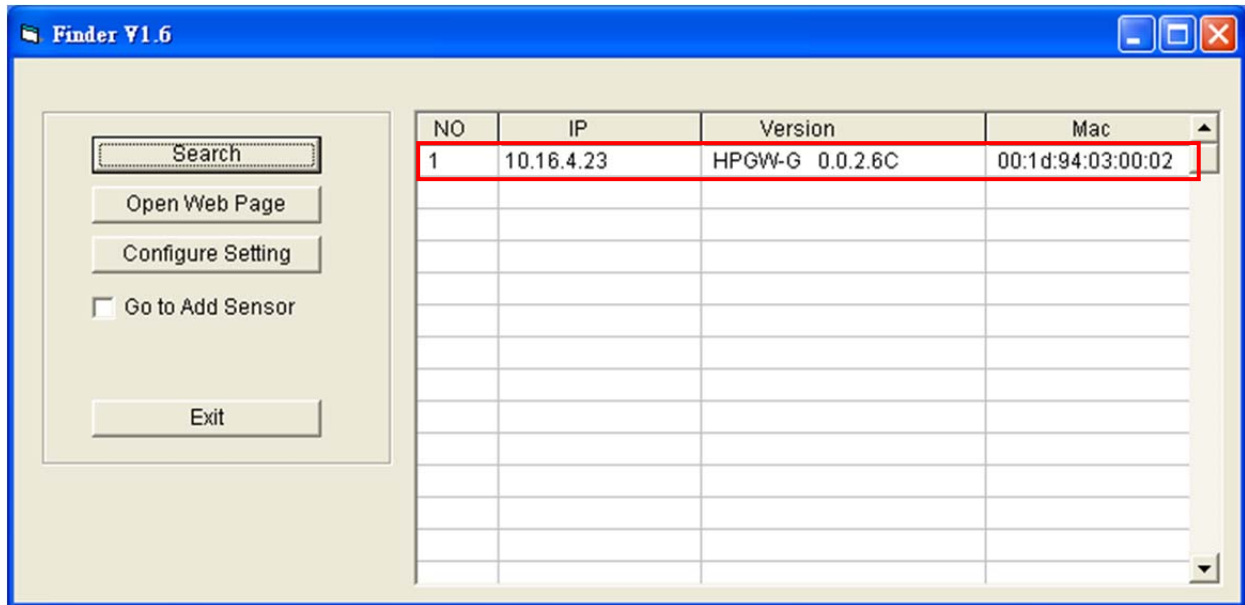 Finder V1.6
Search
Open Web Page
Configure Setting
Go to Add Sensor
Exit
NO IP Version Mac
1 10.16.4.23 HPGW-G 0.0.2.6C 00:1d:94:03:00:02